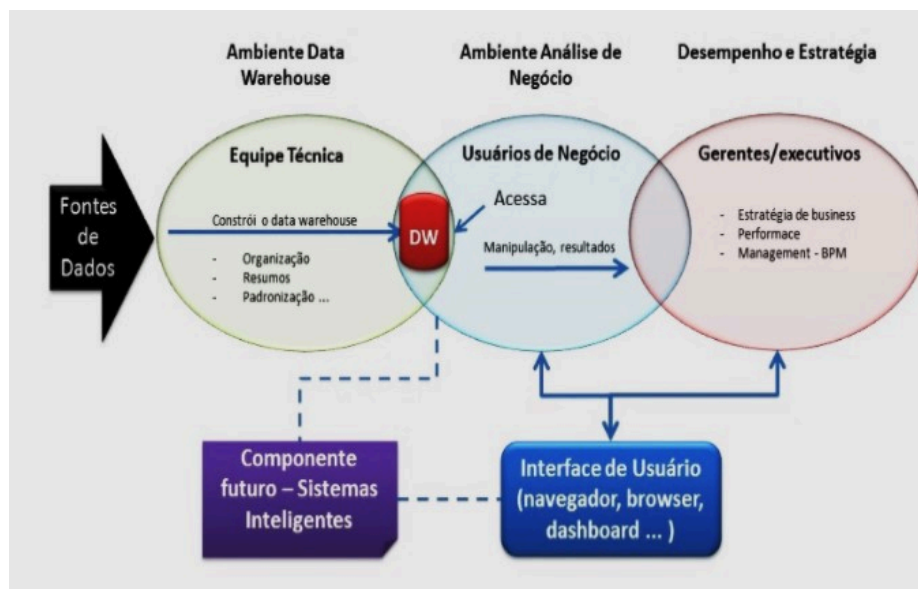 Ambiente Data
Warehouse
Ambiente Análise de
Negócio
Desempenho e Estratégia
Fontes
de
Dados
Equipe Técnica
Constrói o data warehouse
- Organização
- Resumos
- Padronização ...
DW
Usuários de Negócio
Acessa
Manipulação, resultados
Gerentes/executivos
- Estratégia de business
- Performace
- Management - BPM
Componente
futuro – Sistemas
Inteligentes
Interface de Usuário
(navegador, browser,
dashboard ... )